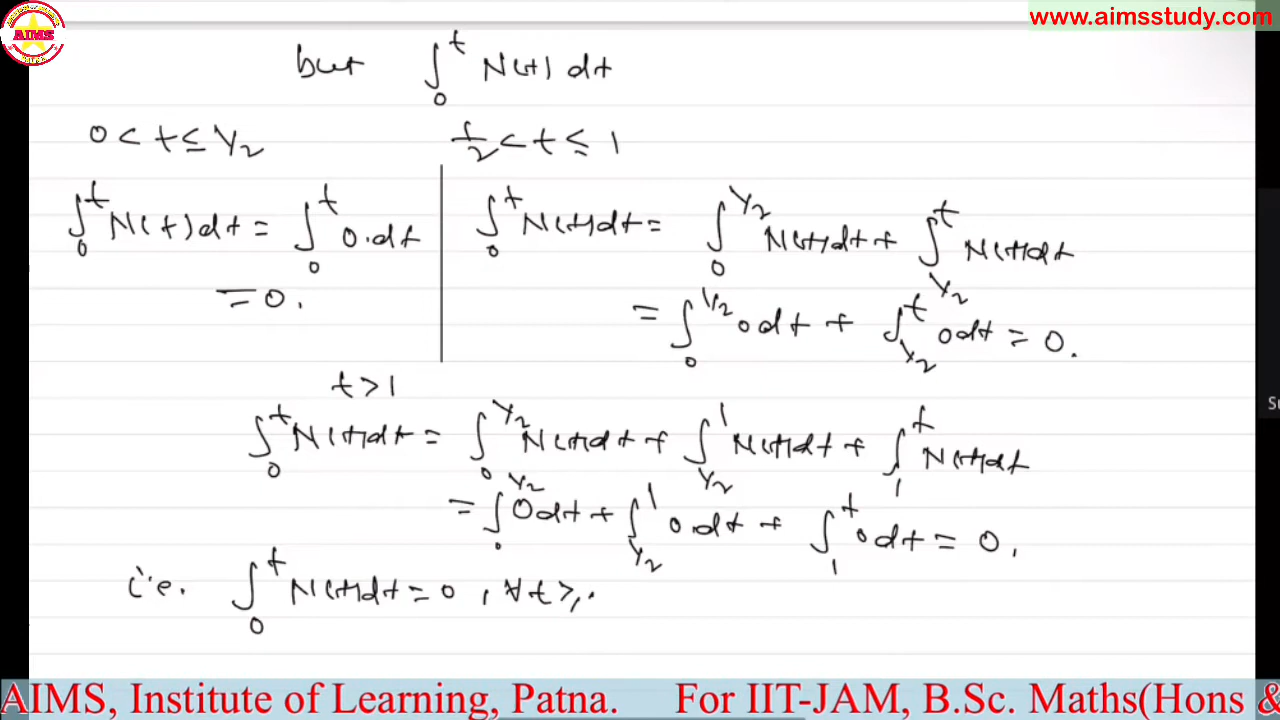 AIMS
www.aimsstudy.com
but ∫₀ᵗ N(t) dt
0 < t ≤ 1/2
1/2 < t ≤ 1
∫₀ᵗ N(t) dt = ∫₀ᵗ 0.dt
= 0.
∫₀ᵗ N(t) dt = ∫₀^{1/2} N(t) dt + ∫_{1/2}^t N(t) dt
= ∫₀^{1/2} 0 dt + ∫_{1/2}^t 0 dt = 0.
t > 1
∫₀ᵗ N(t) dt = ∫₀^{1/2} N(t) dt + ∫_{1/2}^1 N(t) dt + ∫₁ᵗ N(t) dt
= ∫₀^{1/2} 0 dt + ∫_{1/2}^1 0.dt + ∫₁ᵗ 0 dt = 0.
i.e. ∫₀ᵗ N(t) dt = 0, ∀ t >,.
AIMS, Institute of Learning, Patna. For IIT-JAM, B.Sc. Maths(Hons &